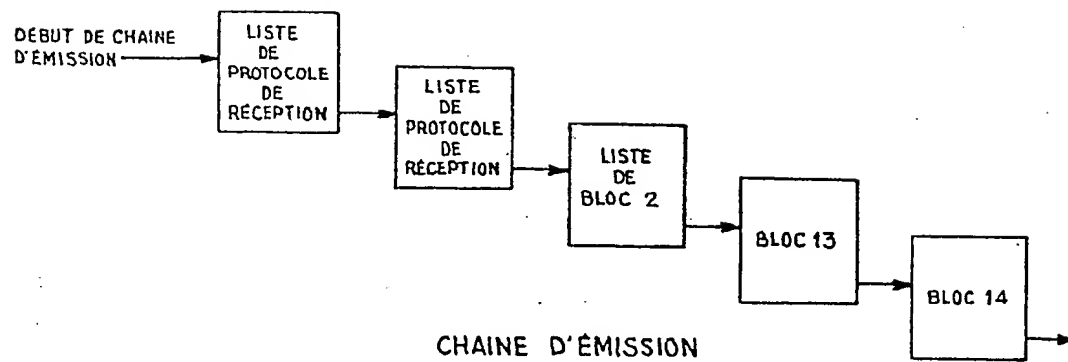 DÉBUT DE CHAINE
D'ÉMISSION
LISTE
DE
PROTOCOLE
DE
RÉCEPTION
LISTE
DE
PROTOCOLE
DE
RÉCEPTION
LISTE
DE
BLOC 2
BLOC 13
BLOC 14
CHAINE D'ÉMISSION